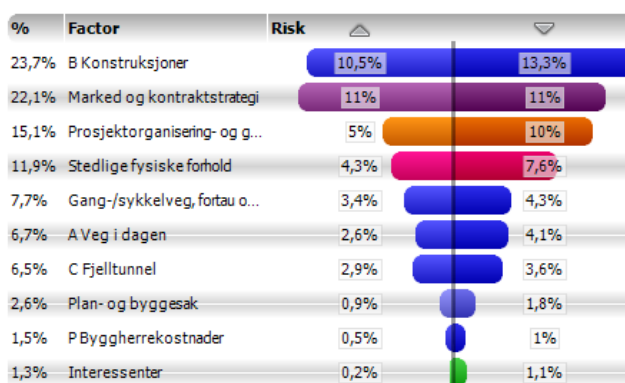 % Factor Risk
23,7% B Konstruksjoner 10,5% 13,3%
22,1% Marked og kontraktstrategi 11% 11%
15,1% Prosjektorganisering- og g... 5% 10%
11,9% Stedlige fysiske forhold 4,3% 7,6%
7,7% Gang-/sykkelveg, fortau o... 3,4% 4,3%
6,7% A Veg i dagen 2,6% 4,1%
6,5% C Fjelltunnel 2,9% 3,6%
2,6% Plan- og byggesak 0,9% 1,8%
1,5% P Byggherrekostnader 0,5% 1%
1,3% Interessenter 0,2% 1,1%